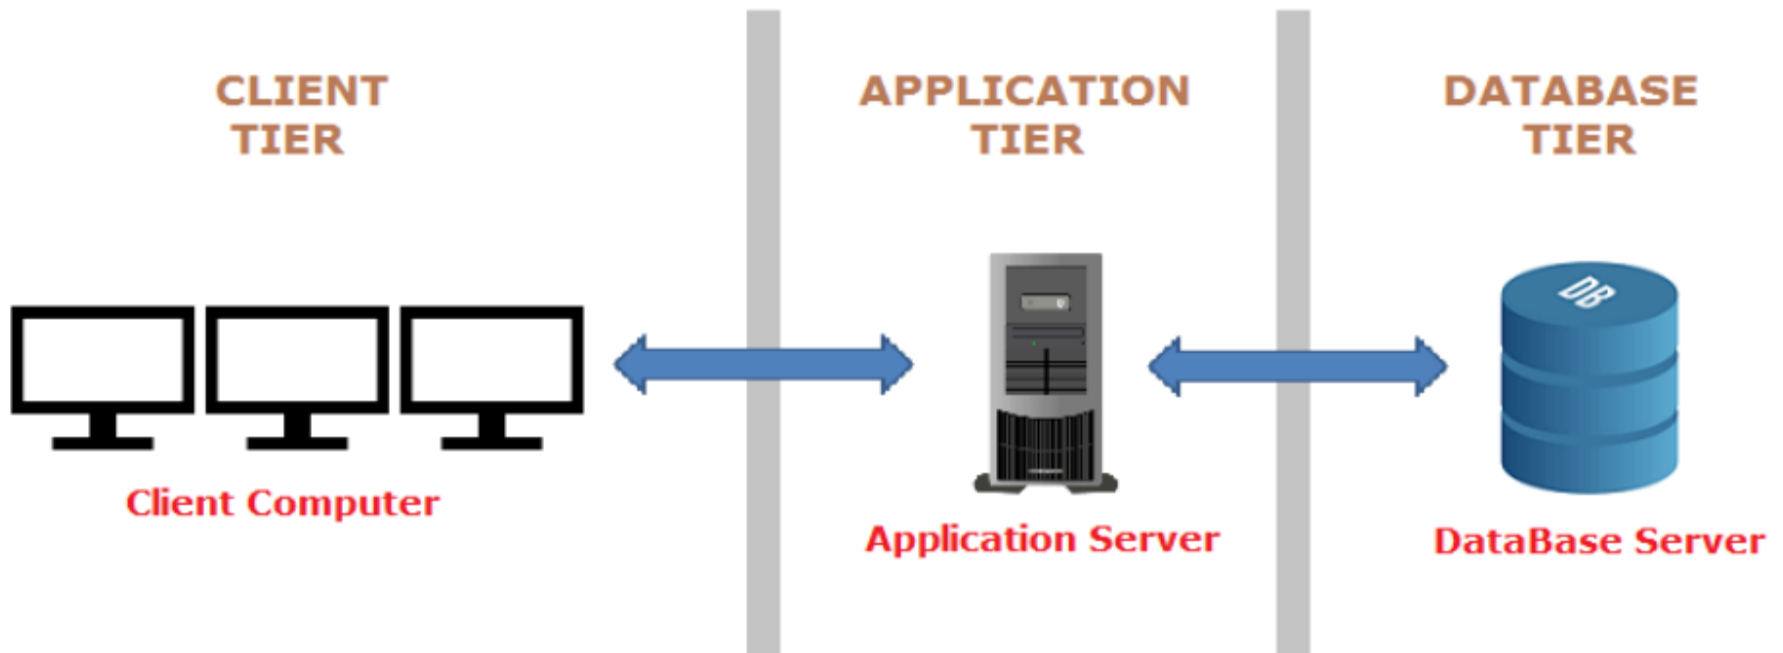 CLIENT
TIER
APPLICATION
TIER
DATABASE
TIER
DB
Client Computer
Application Server
DataBase Server